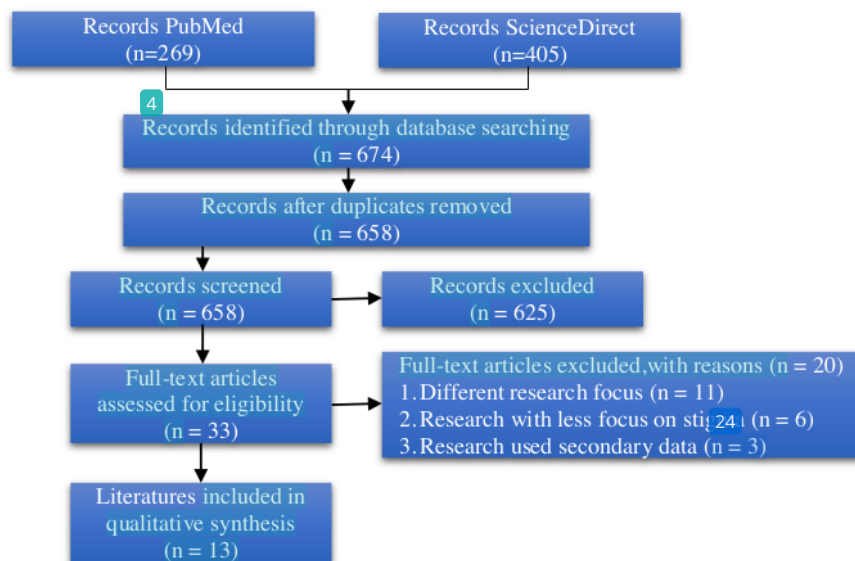 Records PubMed
(n=269)
Records ScienceDirect
(n=405)
4
Records identified through database searching
(n = 674)
Records after duplicates removed
(n = 658)
Records screened
(n = 658)
Records excluded
(n = 625)
Full-text articles
assessed for eligibility
(n = 33)
Full-text articles excluded,with reasons (n = 20)
1. Different research focus (n = 11)
2. Research with less focus on (n = 6)
24
3. Research used secondary data (n = 3)
Literatures included in
qualitative synthesis
(n = 13)